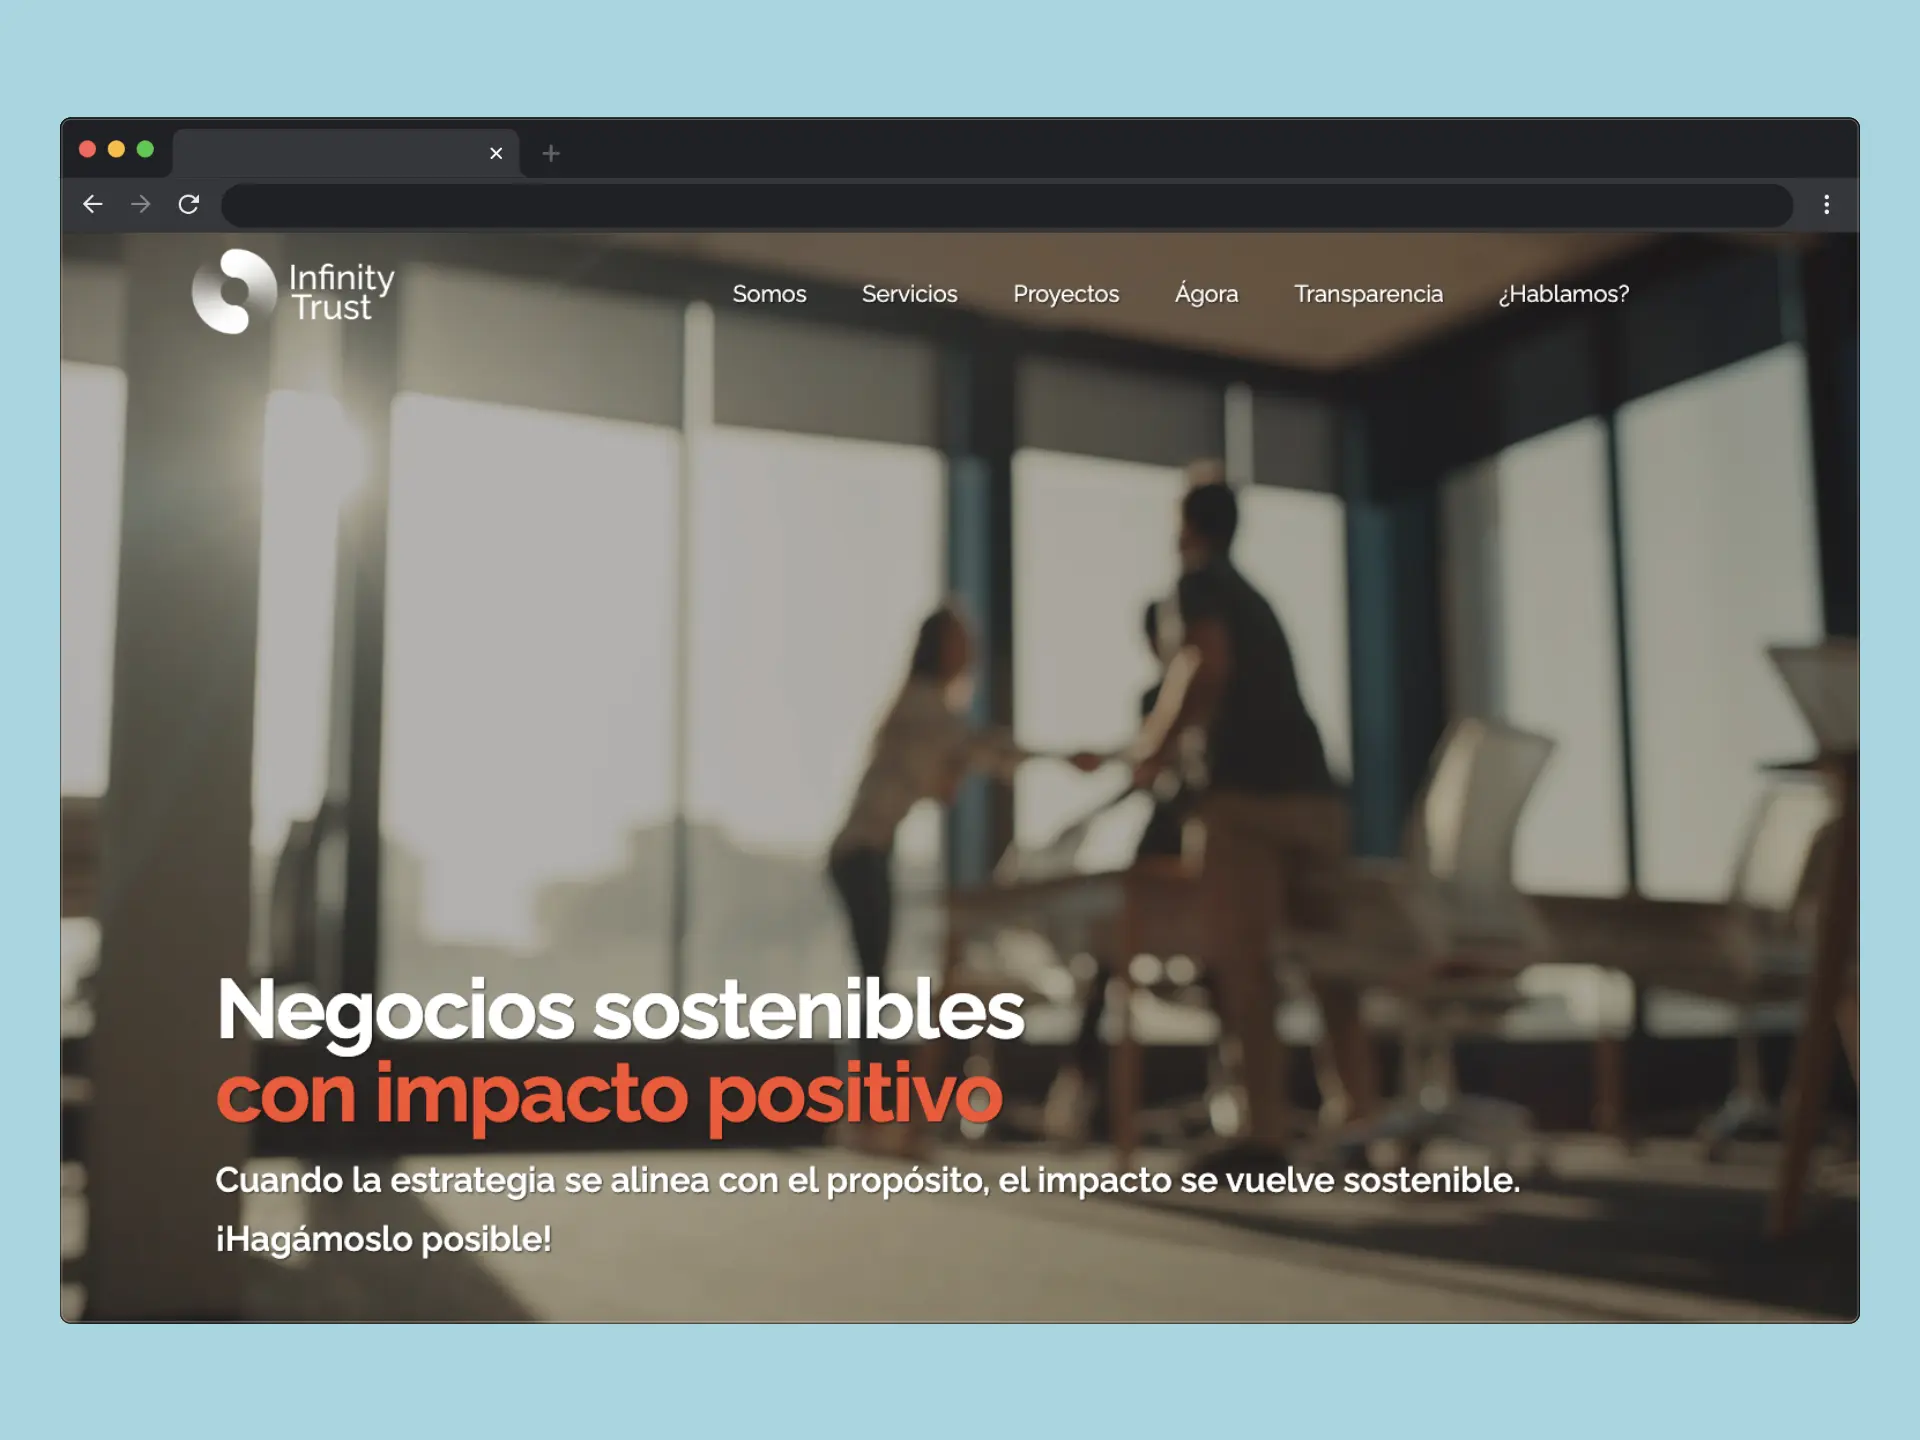 Infinity
Trust
Somos Servicios Proyectos Ágora Transparencia ¿Hablamos?
Negocios sostenibles
con impacto positivo
Cuando la estrategia se alinea con el propósito, el impacto se vuelve sostenible.
¡Hagámoslo posible!